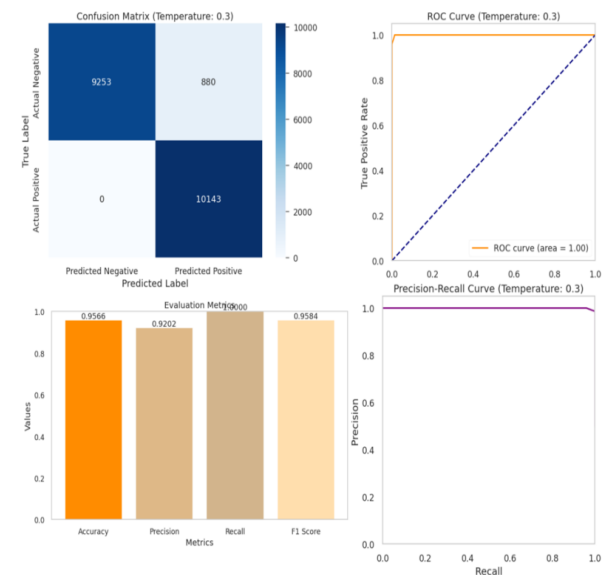 Confusion Matrix (Temperature: 0.3)
True Label
Actual Negative
Actual Positive
9253
880
0
10143
Predicted Negative
Predicted Positive
Predicted Label
10000
8000
6000
4000
2000
0
ROC Curve (Temperature: 0.3)
True Positive Rate
1.0
0.8
0.6
0.4
0.2
0.0
ROC curve (area = 1.00)
0.0 0.2 0.4 0.6 0.8 1.0
Evaluation Metrics
Values
1.0
0.8
0.6
0.4
0.2
0.0
0.9566
0.9202
1.0000
0.9584
Accuracy
Precision
Recall
F1 Score
Metrics
Precision-Recall Curve (Temperature: 0.3)
Precision
1.0
0.8
0.6
0.4
0.2
0.0
0.0 0.2 0.4 0.6 0.8 1.0
Recall